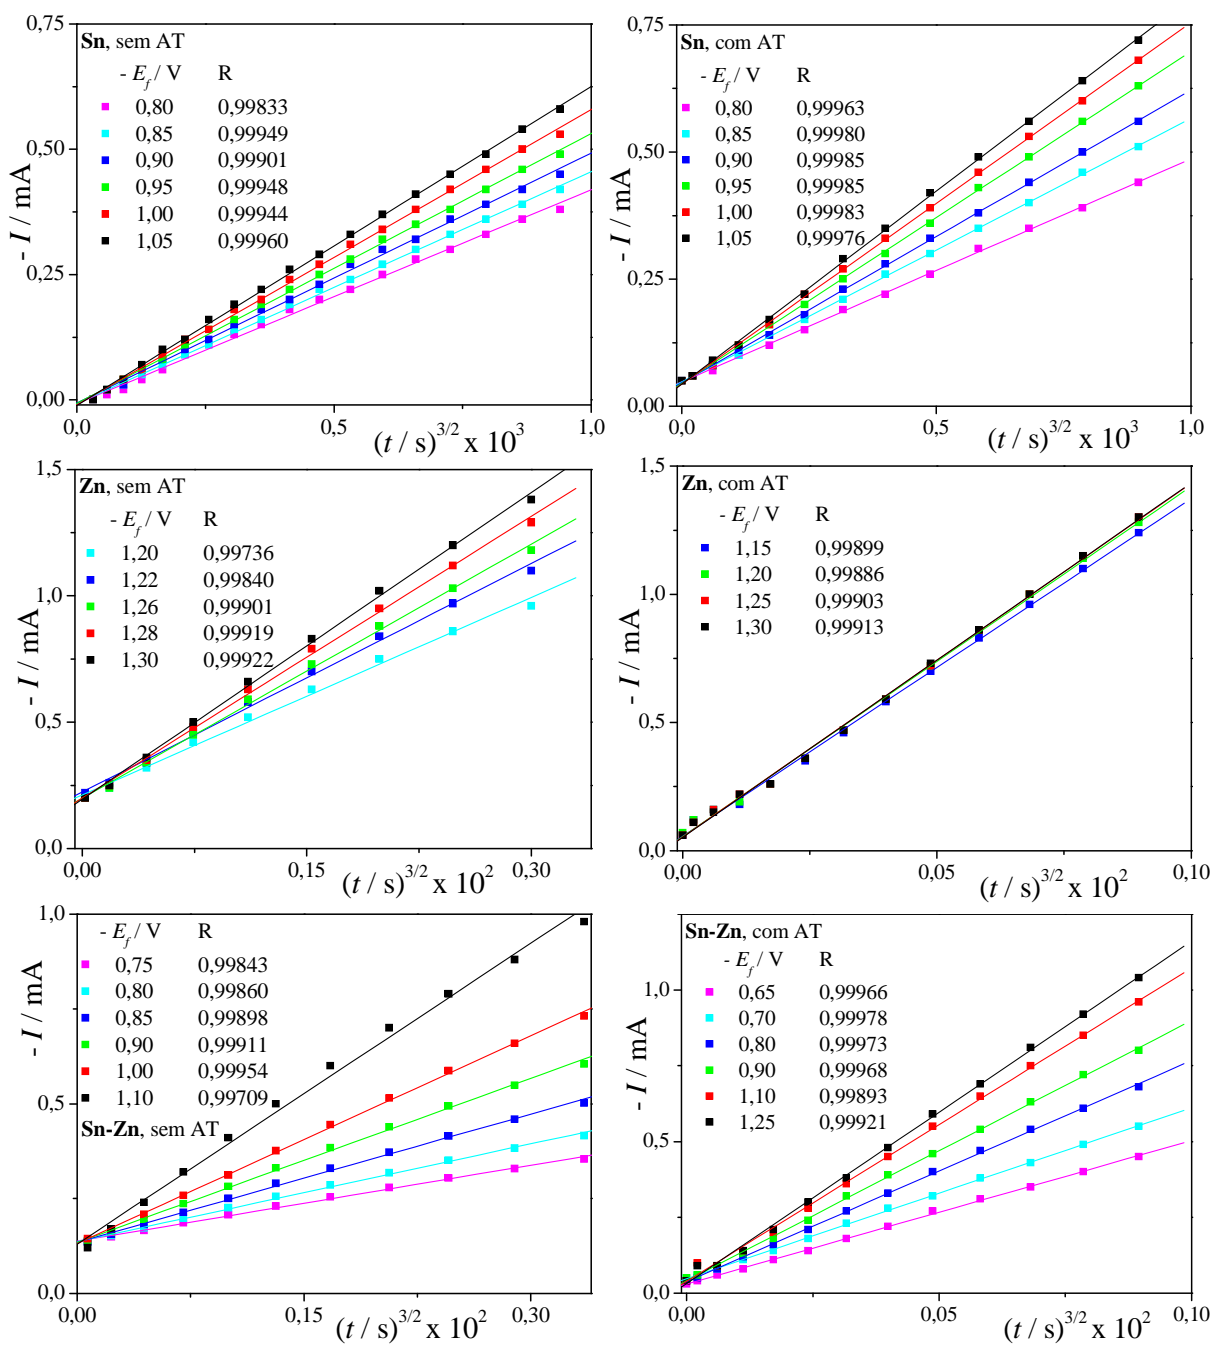 Sn, sem AT
- E_f / V R
0,80 0,99833
0,85 0,99949
0,90 0,99901
0,95 0,99948
1,00 0,99944
1,05 0,99960
0,75
0,50
0,25
0,00
- I / mA
0,0 0,5 1,0
(t / s)^3/2 x 10^3
Sn, com AT
- E_f / V R
0,80 0,99963
0,85 0,99980
0,90 0,99985
0,95 0,99985
1,00 0,99983
1,05 0,99976
0,75
0,50
0,25
0,00
- I / mA
0,0 0,5 1,0
(t / s)^3/2 x 10^3
Zn, sem AT
- E_f / V R
1,20 0,99736
1,22 0,99840
1,26 0,99901
1,28 0,99919
1,30 0,99922
1,5
1,0
0,5
0,0
- I / mA
0,00 0,15 0,30
(t / s)^3/2 x 10^2
Zn, com AT
- E_f / V R
1,15 0,99899
1,20 0,99886
1,25 0,99903
1,30 0,99913
1,5
1,0
0,5
0,0
- I / mA
0,00 0,05 0,10
(t / s)^3/2 x 10^2
- E_f / V R
0,75 0,99843
0,80 0,99860
0,85 0,99898
0,90 0,99911
1,00 0,99954
1,10 0,99709
Sn-Zn, sem AT
1,0
0,5
0,0
- I / mA
0,00 0,15 0,30
(t / s)^3/2 x 10^2
Sn-Zn, com AT
- E_f / V R
0,65 0,99966
0,70 0,99978
0,80 0,99973
0,90 0,99968
1,10 0,99893
1,25 0,99921
1,0
0,5
0,0
- I / mA
0,00 0,05 0,10
(t / s)^3/2 x 10^2